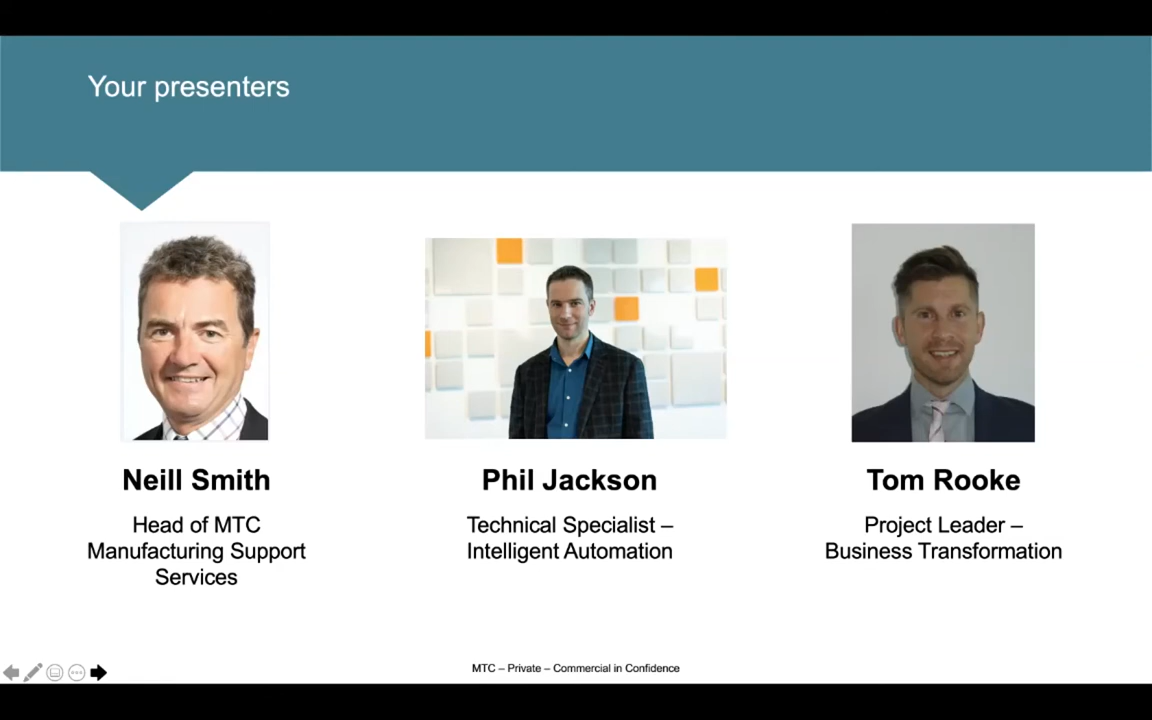 Your presenters
Neill Smith
Head of MTC
Manufacturing Support
Services
Phil Jackson
Technical Specialist –
Intelligent Automation
Tom Rooke
Project Leader –
Business Transformation
MTC – Private – Commercial in Confidence